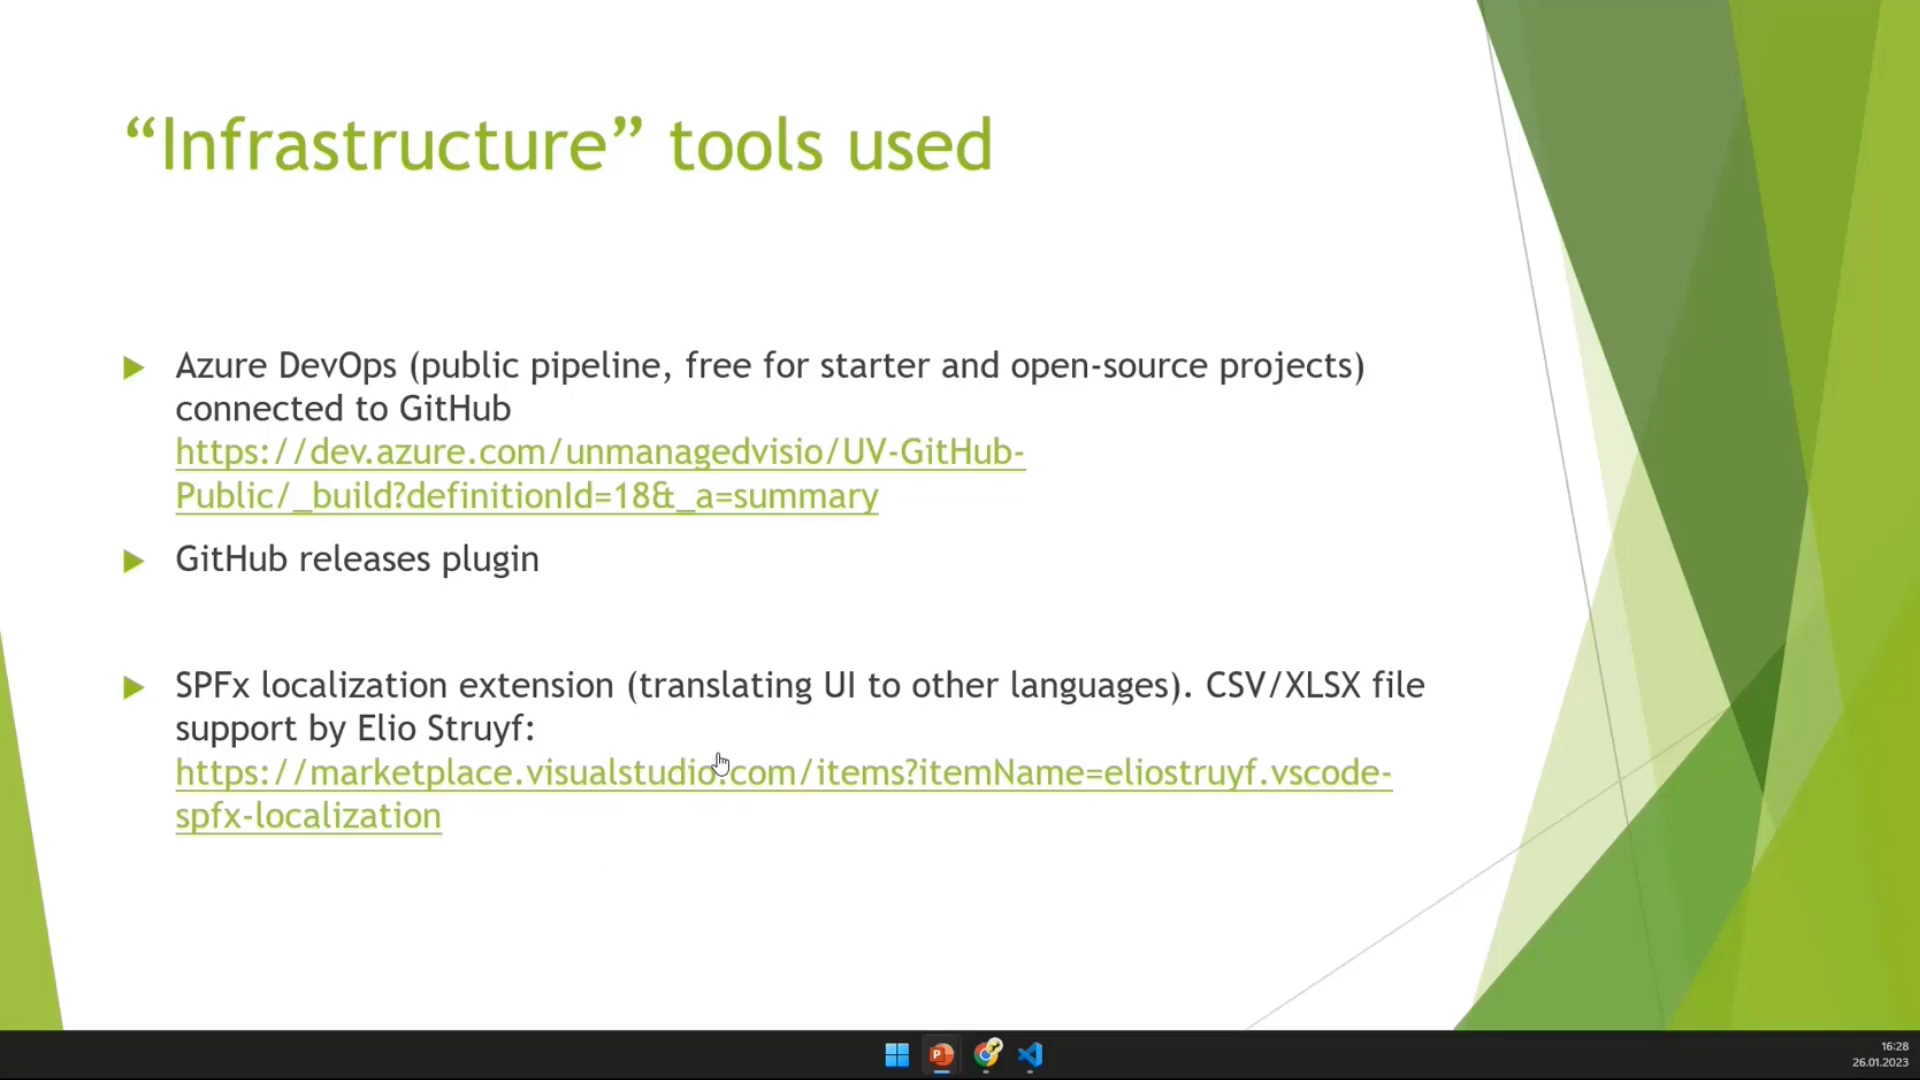 “Infrastructure” tools used
Azure DevOps (public pipeline, free for starter and open-source projects)
connected to GitHub
https://dev.azure.com/unmanagedvisio/UV-GitHub-
Public/_build?definitionId=18&_a=summary
GitHub releases plugin
SPFx localization extension (translating UI to other languages). CSV/XLSX file
support by Elio Struyf:
https://marketplace.visualstudio.com/items?itemName=eliostruyf.vscode-
spfx-localization
16:28
26.01.2023